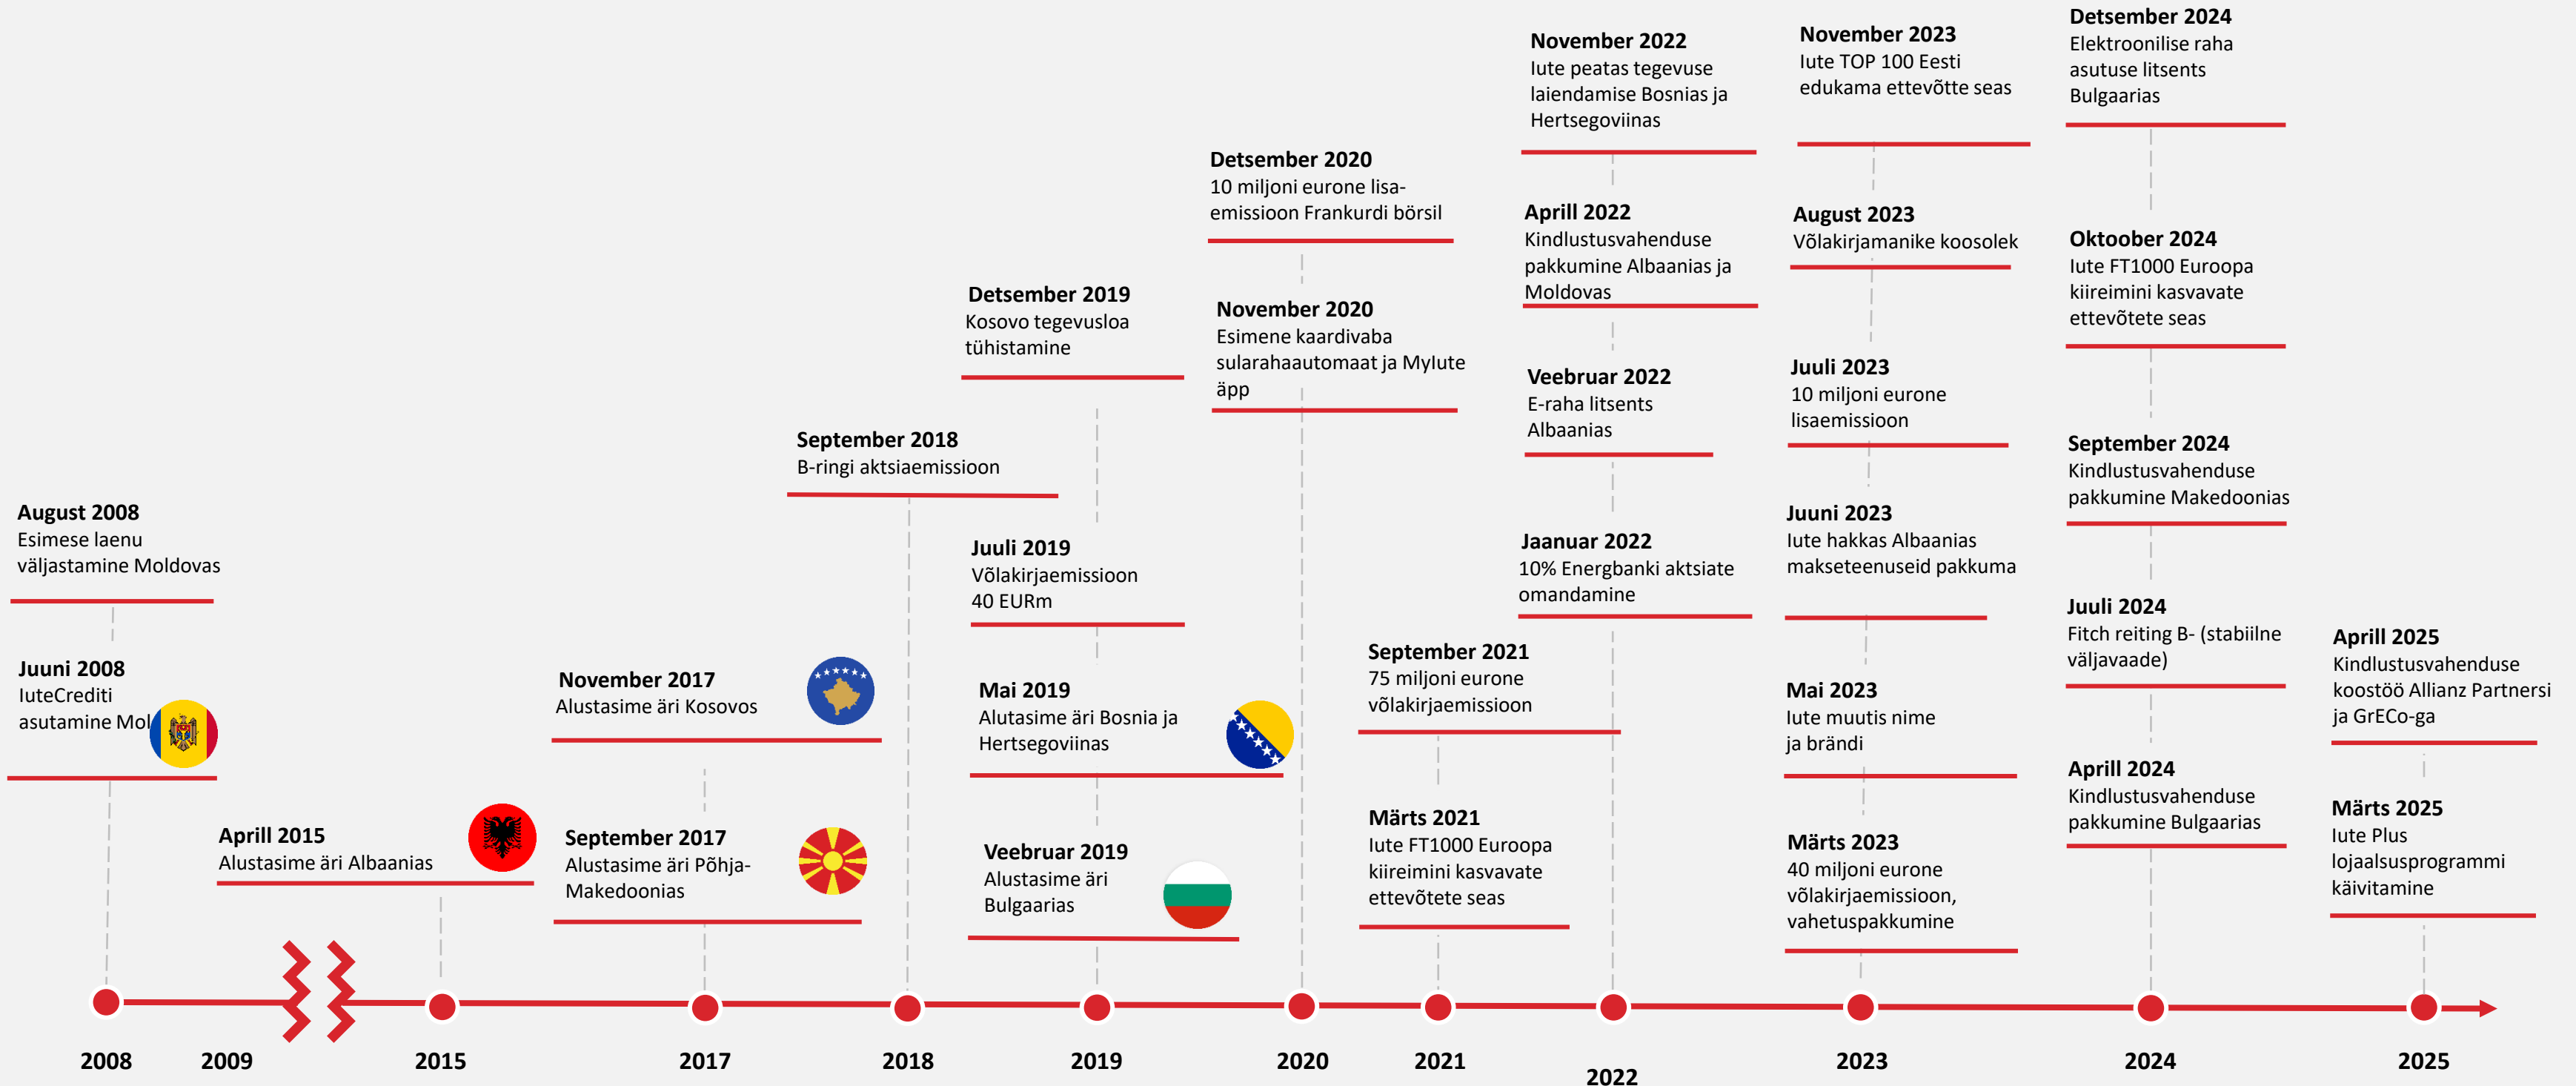 August 2008
Esimese laenu
väljastamine Moldovas
Juuni 2008
IuteCrediti
asutamine
Aprill 2015
Alustasime äri Albaanias
November 2017
Alustasime äri Kosovos
September 2017
Alustasime äri Põhja-
Makedoonias
September 2018
B-ringi aktsiaemissioon
Detsember 2019
Kosovo tegevusloa
tühistamine
Juuli 2019
Võlakirjaemissioon
40 EURm
Mai 2019
Alutasime äri Bosnia ja
Hertsegoviinas
Veebruar 2019
Alustasime äri
Bulgaarias
Detsember 2020
10 miljoni eurone lisa-
emissioon Frankurdi börsil
November 2020
Esimene kaardivaba
sularahaautomaat ja MyIute
äpp
September 2021
75 miljoni eurone
võlakirjaemissioon
Märts 2021
Iute FT1000 Euroopa
kiireimini kasvavate
ettevõtete seas
November 2022
Iute peatas tegevuse
laiendamise Bosnias ja
Hertsegoviinas
Aprill 2022
Kindlustusvahenduse
pakkumine Albaanias ja
Moldovas
Veebruar 2022
E-raha litsents
Albaanias
Jaanuar 2022
10% Energbanki aktsiate
omandamine
November 2023
Iute TOP 100 Eesti
edukama ettevõtte seas
August 2023
Võlakirjamanike koosolek
Juuli 2023
10 miljoni eurone
lisaemissioon
Juuni 2023
Iute hakkas Albaanias
makseteenuseid pakkuma
Mai 2023
Iute muutis nime
ja brändi
Märts 2023
40 miljoni eurone
võlakirjaemissioon,
vahetuspakkumine
Detsember 2024
Elektroonilise raha
asutuse litsents
Bulgaarias
Oktoober 2024
Iute FT1000 Euroopa
kiireimini kasvavate
ettevõtete seas
September 2024
Kindlustusvahenduse
pakkumine Makedoonias
Juuli 2024
Fitch reiting B- (stabiilne
väljavaade)
Aprill 2024
Kindlustusvahenduse
pakkumine Bulgaarias
Aprill 2025
Kindlustusvahenduse
koostöö Allianz Partnersi
ja GrECo-ga
Märts 2025
Iute Plus
lojaalsusprogrammi
käivitamine
2008
2009
2015
2017
2018
2019
2020
2021
2022
2023
2024
2025